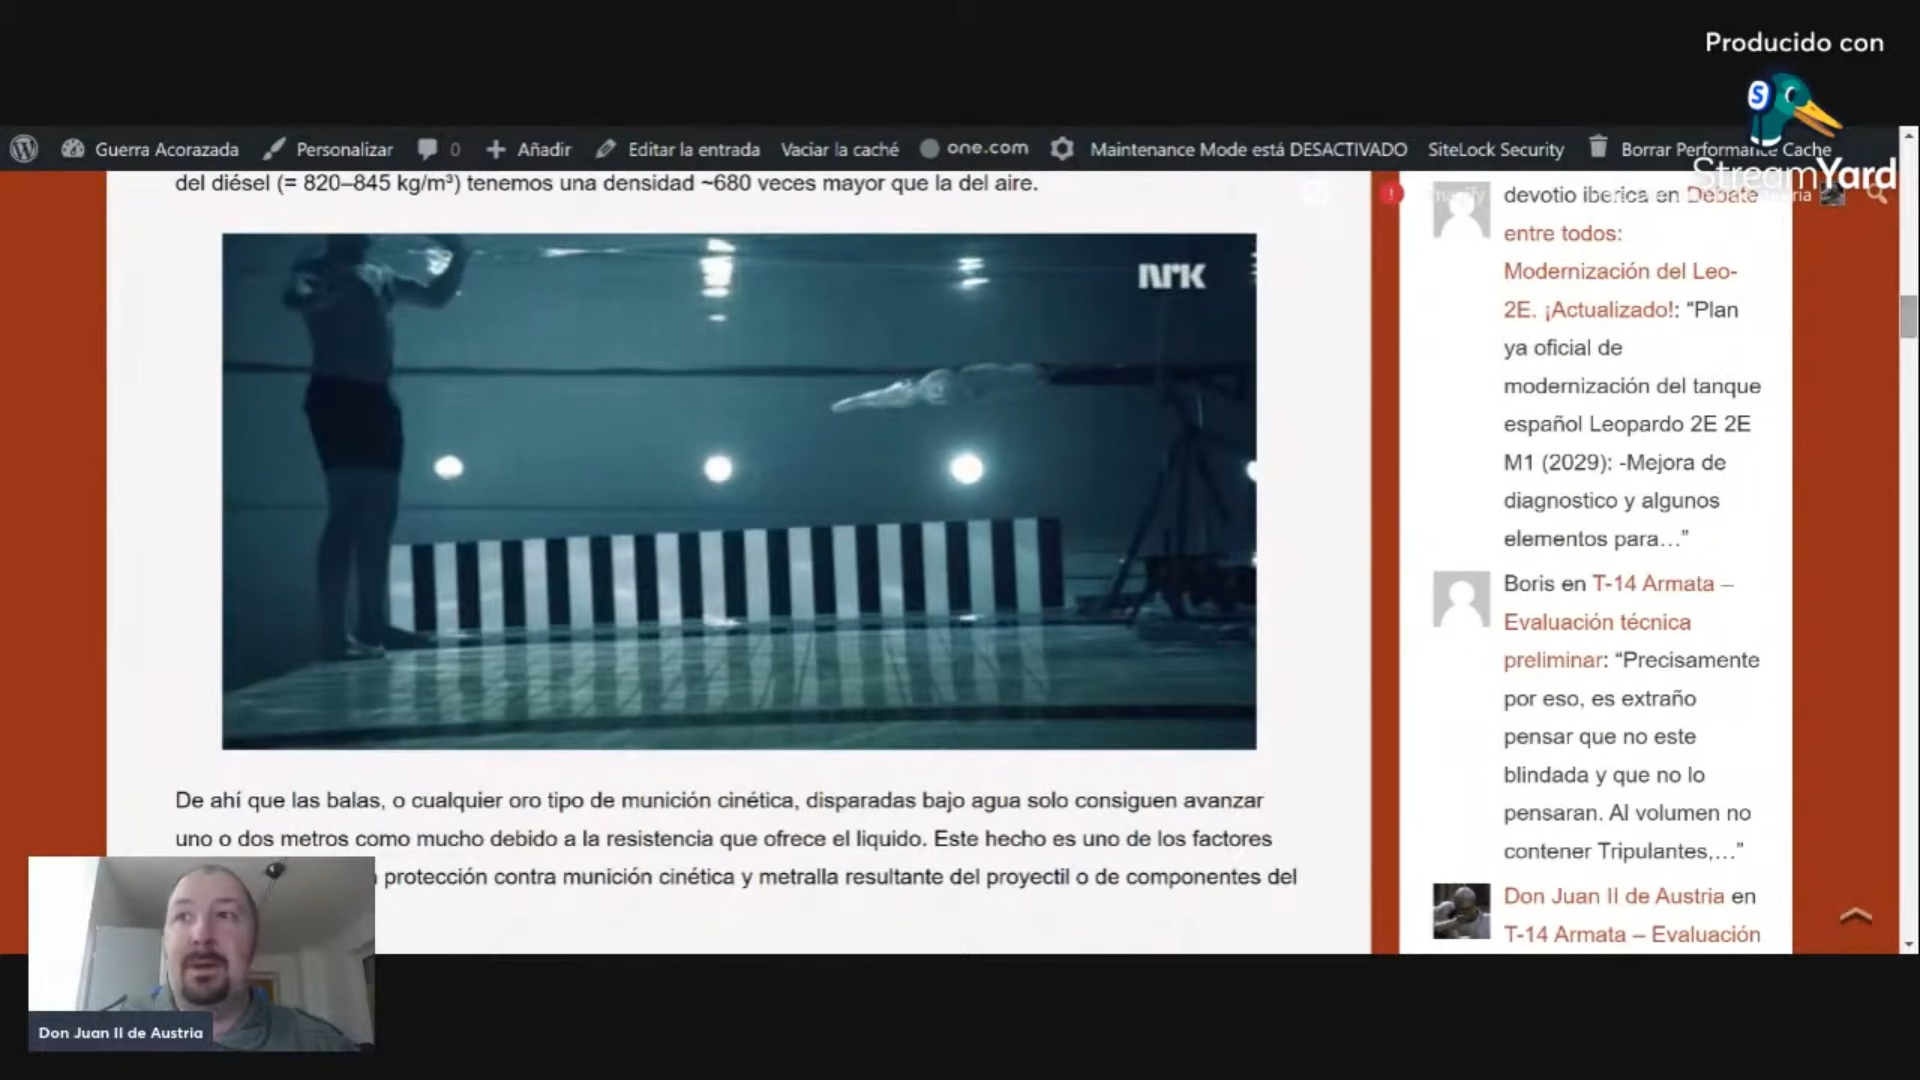 Producido con
StreamYard
Guerra Acorazada
Personalizar
0
Añadir
Editar la entrada
Vaciar la caché
one.com
Maintenance Mode está DESACTIVADO
SiteLock Security
Borrar Performance Cache
del diésel (= 820–845 kg/m³) tenemos una densidad ~680 veces mayor que la del aire.
NRK
De ahí que las balas, o cualquier oro tipo de munición cinética, disparadas bajo agua solo consiguen avanzar
uno o dos metros como mucho debido a la resistencia que ofrece el liquido. Este hecho es uno de los factores
protección contra munición cinética y metralla resultante del proyectil o de componentes del
devotio iberica en Debate
entre todos:
Modernización del Leo-
2E. ¡Actualizado!: “Plan
ya oficial de
modernización del tanque
español Leopardo 2E 2E
M1 (2029): -Mejora de
diagnostico y algunos
elementos para…”
Boris en T-14 Armata –
Evaluación técnica
preliminar: “Precisamente
por eso, es extraño
pensar que no este
blindada y que no lo
pensaran. Al volumen no
contener Tripulantes,…”
Don Juan II de Austria en
T-14 Armata – Evaluación
Don Juan II de Austria